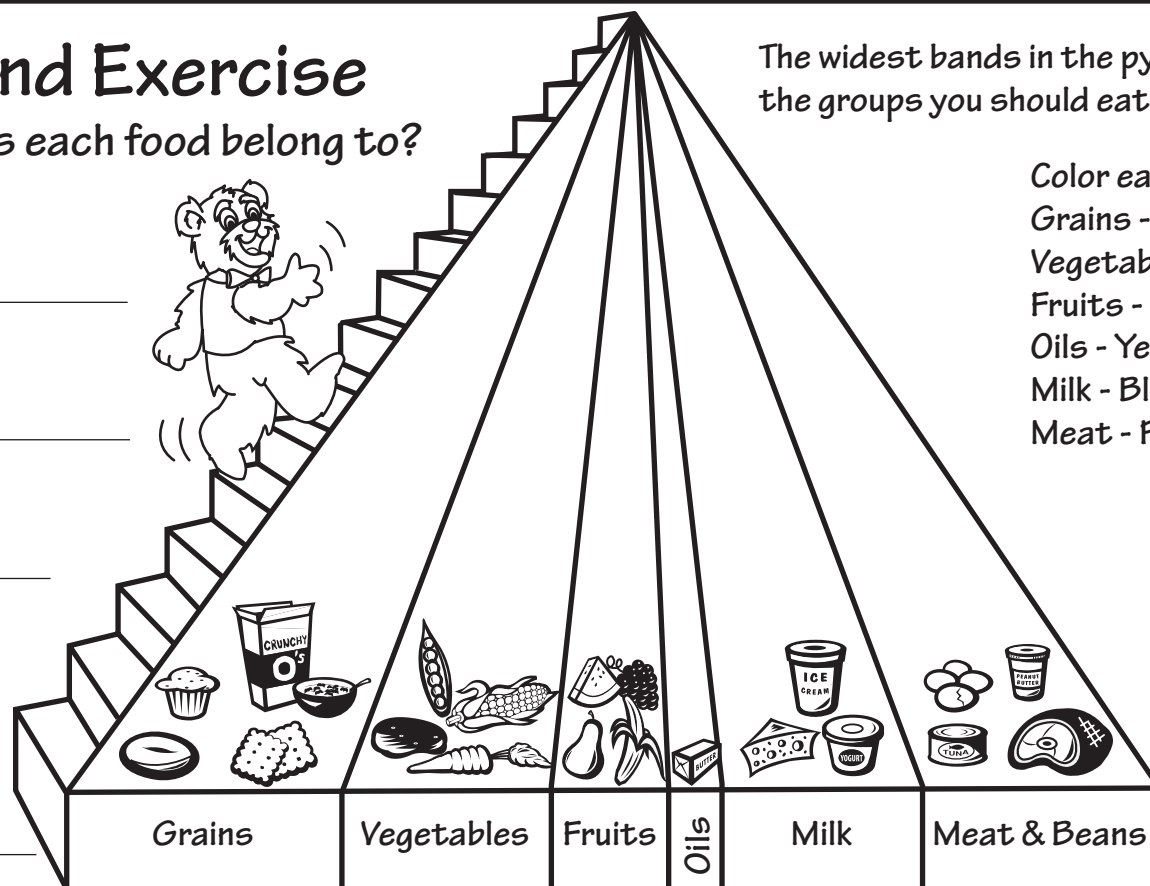 nd Exercise
s each food belong to?
The widest bands in the py
the groups you should eat
Color ea
Grains -
Vegetab
Fruits -
Oils - Ye
Milk - Bl
Meat -
CRUNCHY
O'S
ICE
CREAM
YOGURT
BUTTER
PEANUT
BUTTER
TUNA
Grains
Vegetables
Fruits
Oils
Milk
Meat & Beans